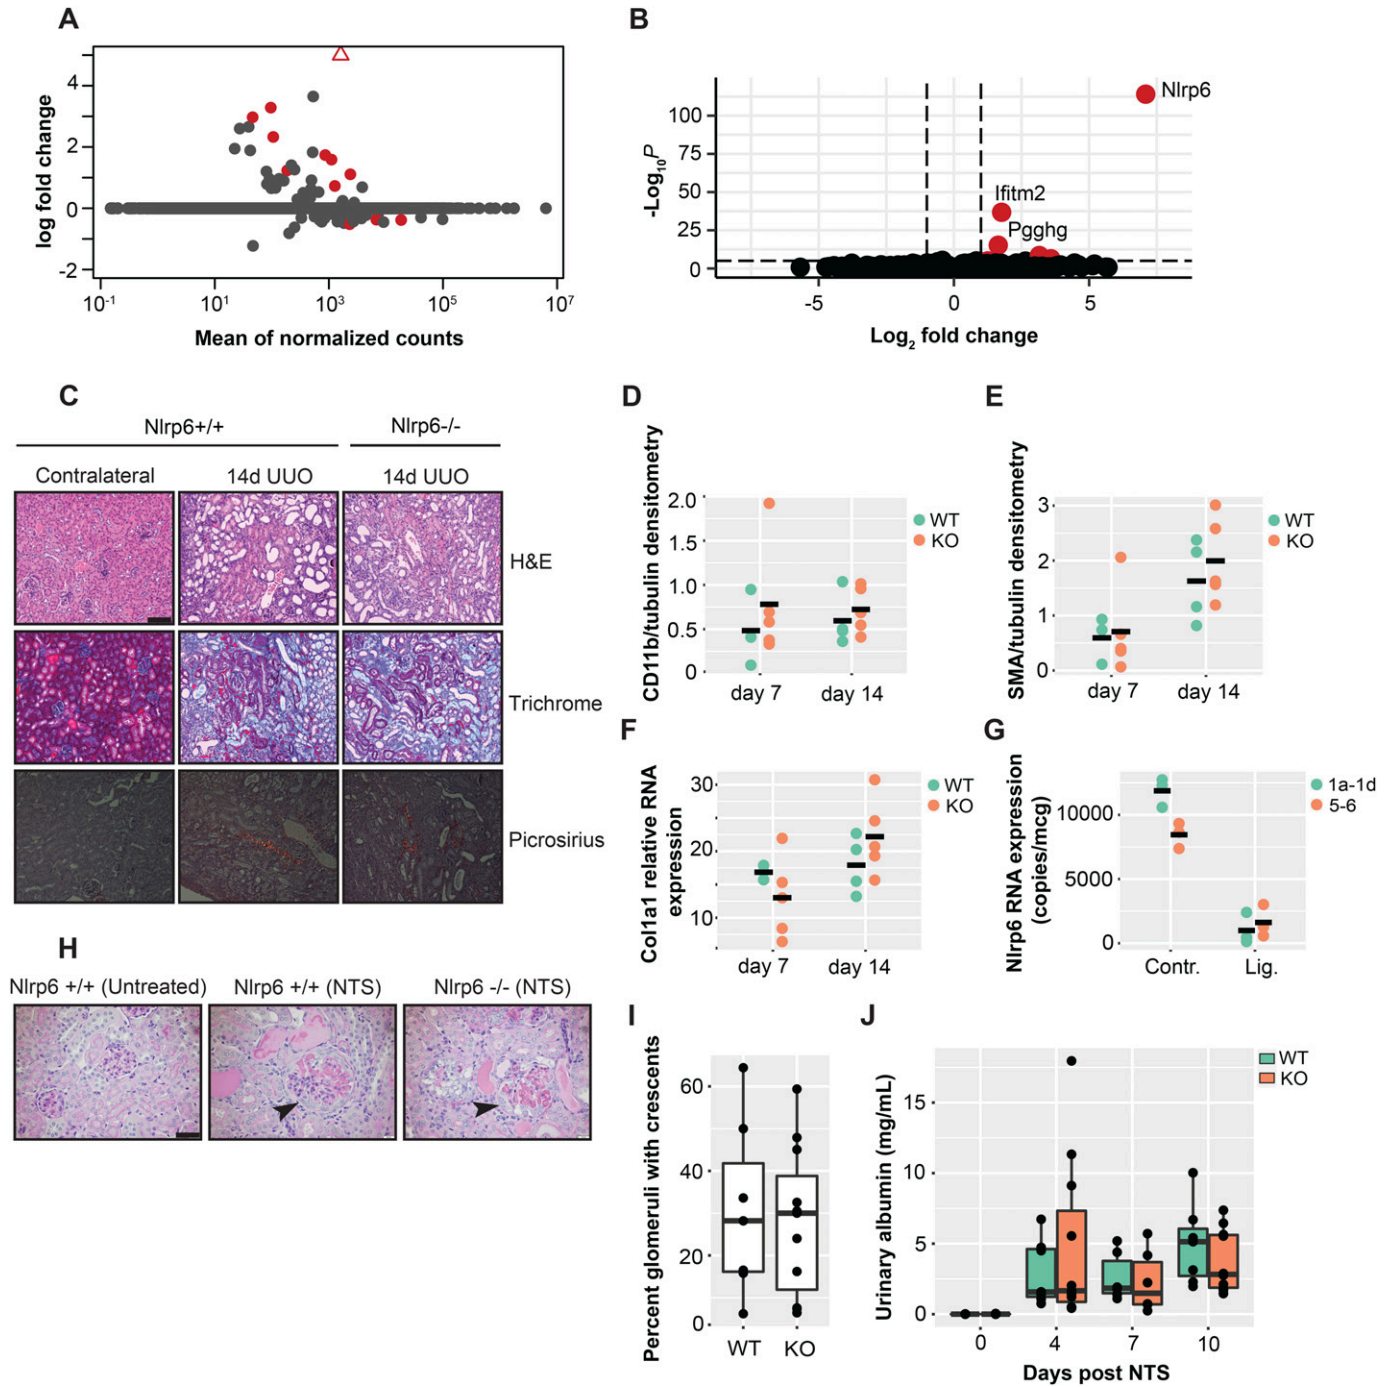 A
log fold change
4
2
0
-2
10-1
101
103
105
107
Mean of normalized counts
B
-Log10P
100
75
50
25
0
Nlrp6
Ifitm2
Pgghg
-5
0
5
Log2 fold change
C
Nlrp6+/+
Nlrp6-/-
Contralateral
14d UUO
14d UUO
H&E
Trichrome
Picrosirius
D
CD11b/tubulin densitometry
2.0
1.5
1.0
0.5
0
day 7
day 14
WT
KO
E
SMA/tubulin densitometry
3
2
1
0
day 7
day 14
WT
KO
F
Col1a1 relative RNA
expression
30
20
10
day 7
day 14
WT
KO
G
Nlrp6 RNA expression
(copies/mcg)
10000
5000
0
Contr.
Lig.
1a-1d
5-6
H
Nlrp6 +/+ (Untreated)
Nlrp6 +/+ (NTS)
Nlrp6 -/- (NTS)
I
Percent glomeruli with crescents
60
40
20
0
WT
KO
J
Urinary albumin (mg/mL)
15
10
5
0
0
4
7
10
Days post NTS
WT
KO